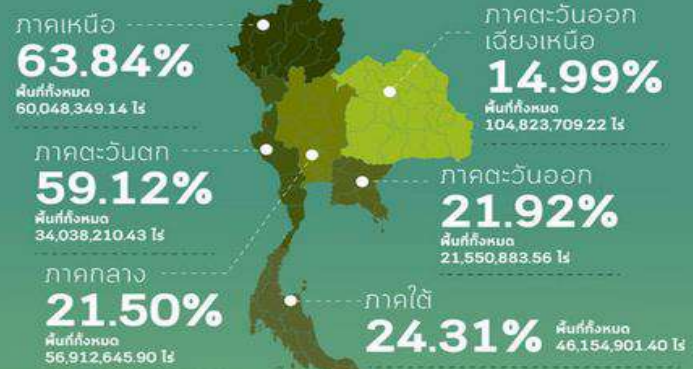 ภาคเหนือ
63.84%
พื้นที่ทั้งหมด
60,048,349.14 ไร่
ภาคตะวันออก
เฉียงเหนือ
14.99%
พื้นที่ทั้งหมด
104,823,709.22 ไร่
ภาคตะวันตก
59.12%
พื้นที่ทั้งหมด
34,038,210.43 ไร่
ภาคตะวันออก
21.92%
พื้นที่ทั้งหมด
21,550,883.56 ไร่
ภาคกลาง
21.50%
พื้นที่ทั้งหมด
56,912,645.90 ไร่
ภาคใต้
24.31%
พื้นที่ทั้งหมด
46,154,901.40 ไร่